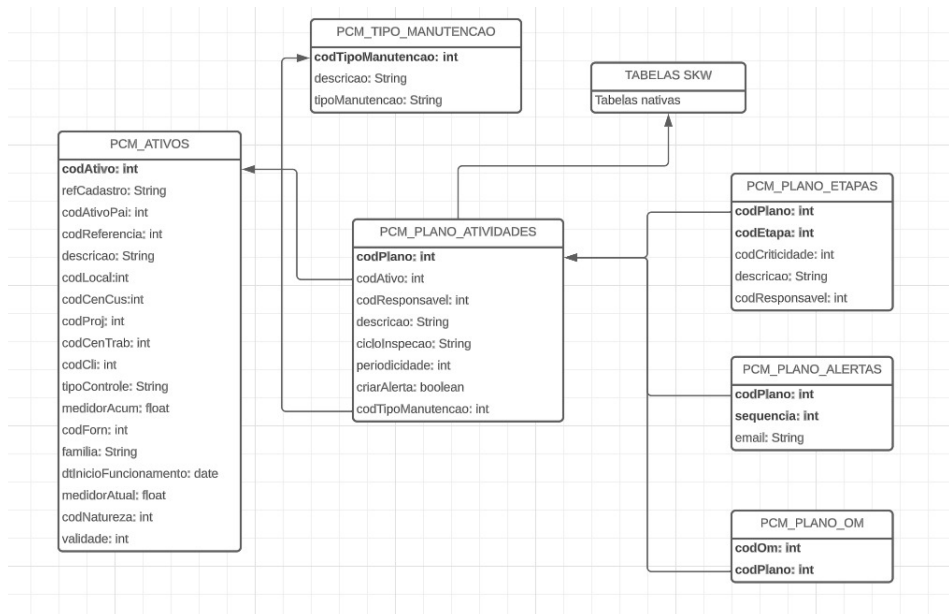 PCM_TIPO_MANUTENCAO
codTipoManutencao: int
descricao: String
tipoManutencao: String
TABELAS SKW
Tabelas nativas
PCM_ATIVOS
codAtivo: int
refCadastro: String
codAtivoPai: int
codReferencia: int
descricao: String
codLocal:int
codCenCus:int
codProj: int
codCenTrab: int
codCli: int
tipoControle: String
medidorAcum: float
codForn: int
familia: String
dtInicioFuncionamento: date
medidorAtual: float
codNatureza: int
validade: int
PCM_PLANO_ATIVIDADES
codPlano: int
codAtivo: int
codResponsavel: int
descricao: String
cicloInspecao: String
periodicidade: int
criarAlerta: boolean
codTipoManutencao: int
PCM_PLANO_ETAPAS
codPlano: int
codEtapa: int
codCriticidade: int
descricao: String
codResponsavel: int
PCM_PLANO_ALERTAS
codPlano: int
sequencia: int
email: String
PCM_PLANO_OM
codOm: int
codPlano: int